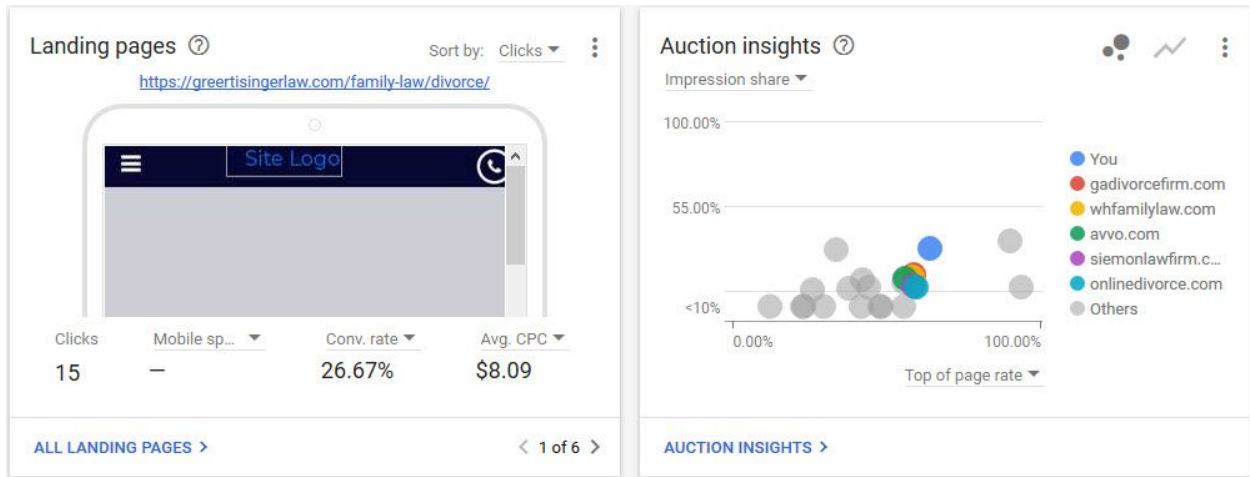 Landing pages
Sort by: Clicks
https://greertisingerlaw.com/family-law/divorce/
Site Logo
Clicks
Mobile sp...
Conv. rate
Avg. CPC
15
—
26.67%
$8.09
ALL LANDING PAGES
1 of 6
Auction insights
Impression share
100.00%
55.00%
<10%
0.00%
100.00%
Top of page rate
You
gadivorcefirm.com
whfamilylaw.com
avvo.com
siemonlawfirm.c...
onlinedivorce.com
Others
AUCTION INSIGHTS